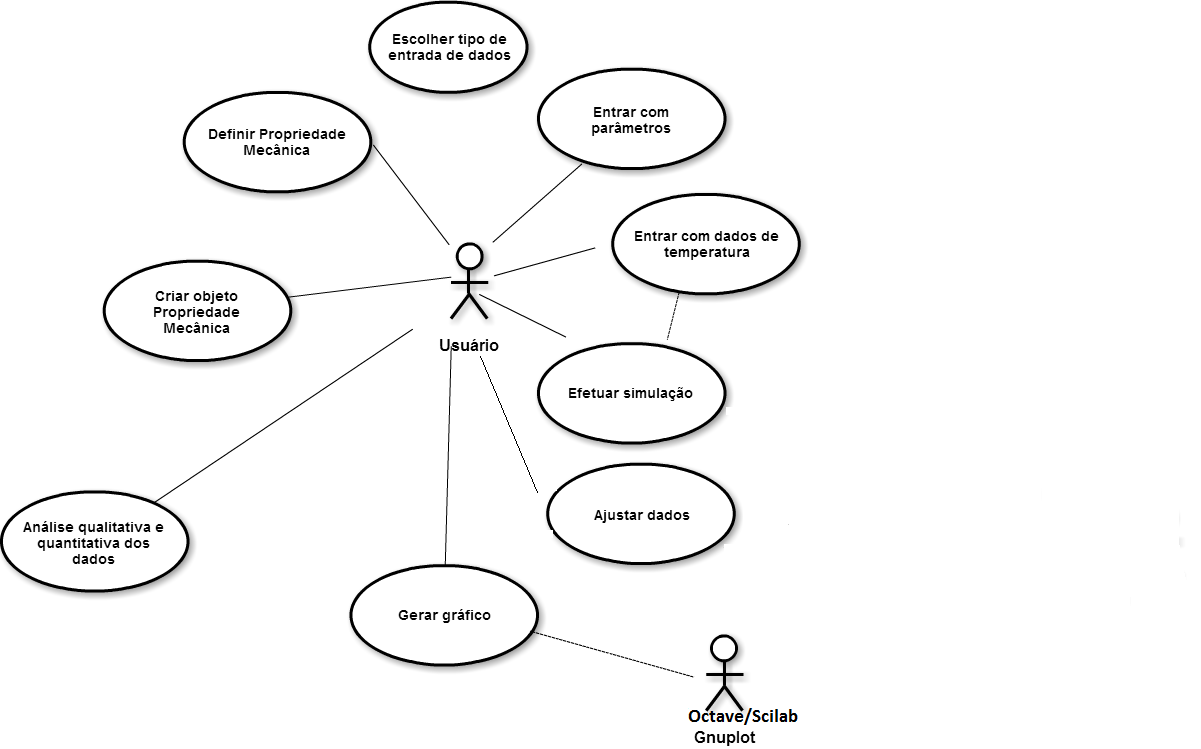 Escolher tipo de
entrada de dados
Entrar com
parâmetros
Definir Propriedade
Mecânica
Entrar com dados de
temperatura
Criar objeto
Propriedade
Mecânica
Usuário
Efetuar simulação
Ajustar dados
Análise qualitativa e
quantitativa dos
dados
Gerar gráfico
Octave/Scilab
Gnuplot